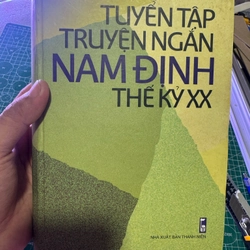 TUYỂN TẬP
TRUYỆN NGẮN
NAM ĐỊNH
THẾ KỶ XX
NHÀ XUẤT BẢN THANH NIÊN